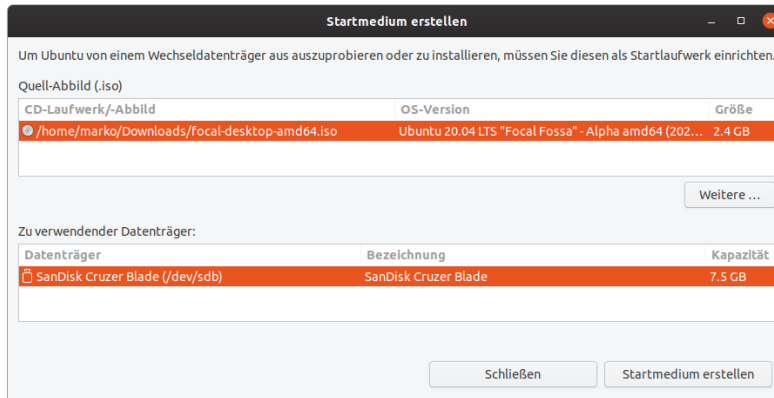 Startmedium erstellen
Um Ubuntu von einem Wechseldatenträger aus auszuprobieren oder zu installieren, müssen Sie diesen als Startlaufwerk einrichten.
Quell-Abbild (.iso)
CD-Laufwerk/-Abbild OS-Version Größe
/home/marko/Downloads/focal-desktop-amd64.iso Ubuntu 20.04 LTS "Focal Fossa" - Alpha amd64 (202... 2.4 GB
Weitere ...
Zu verwendender Datenträger:
Datenträger Bezeichnung Kapazität
SanDisk Cruzer Blade (/dev/sdb) SanDisk Cruzer Blade 7.5 GB
Schließen Startmedium erstellen